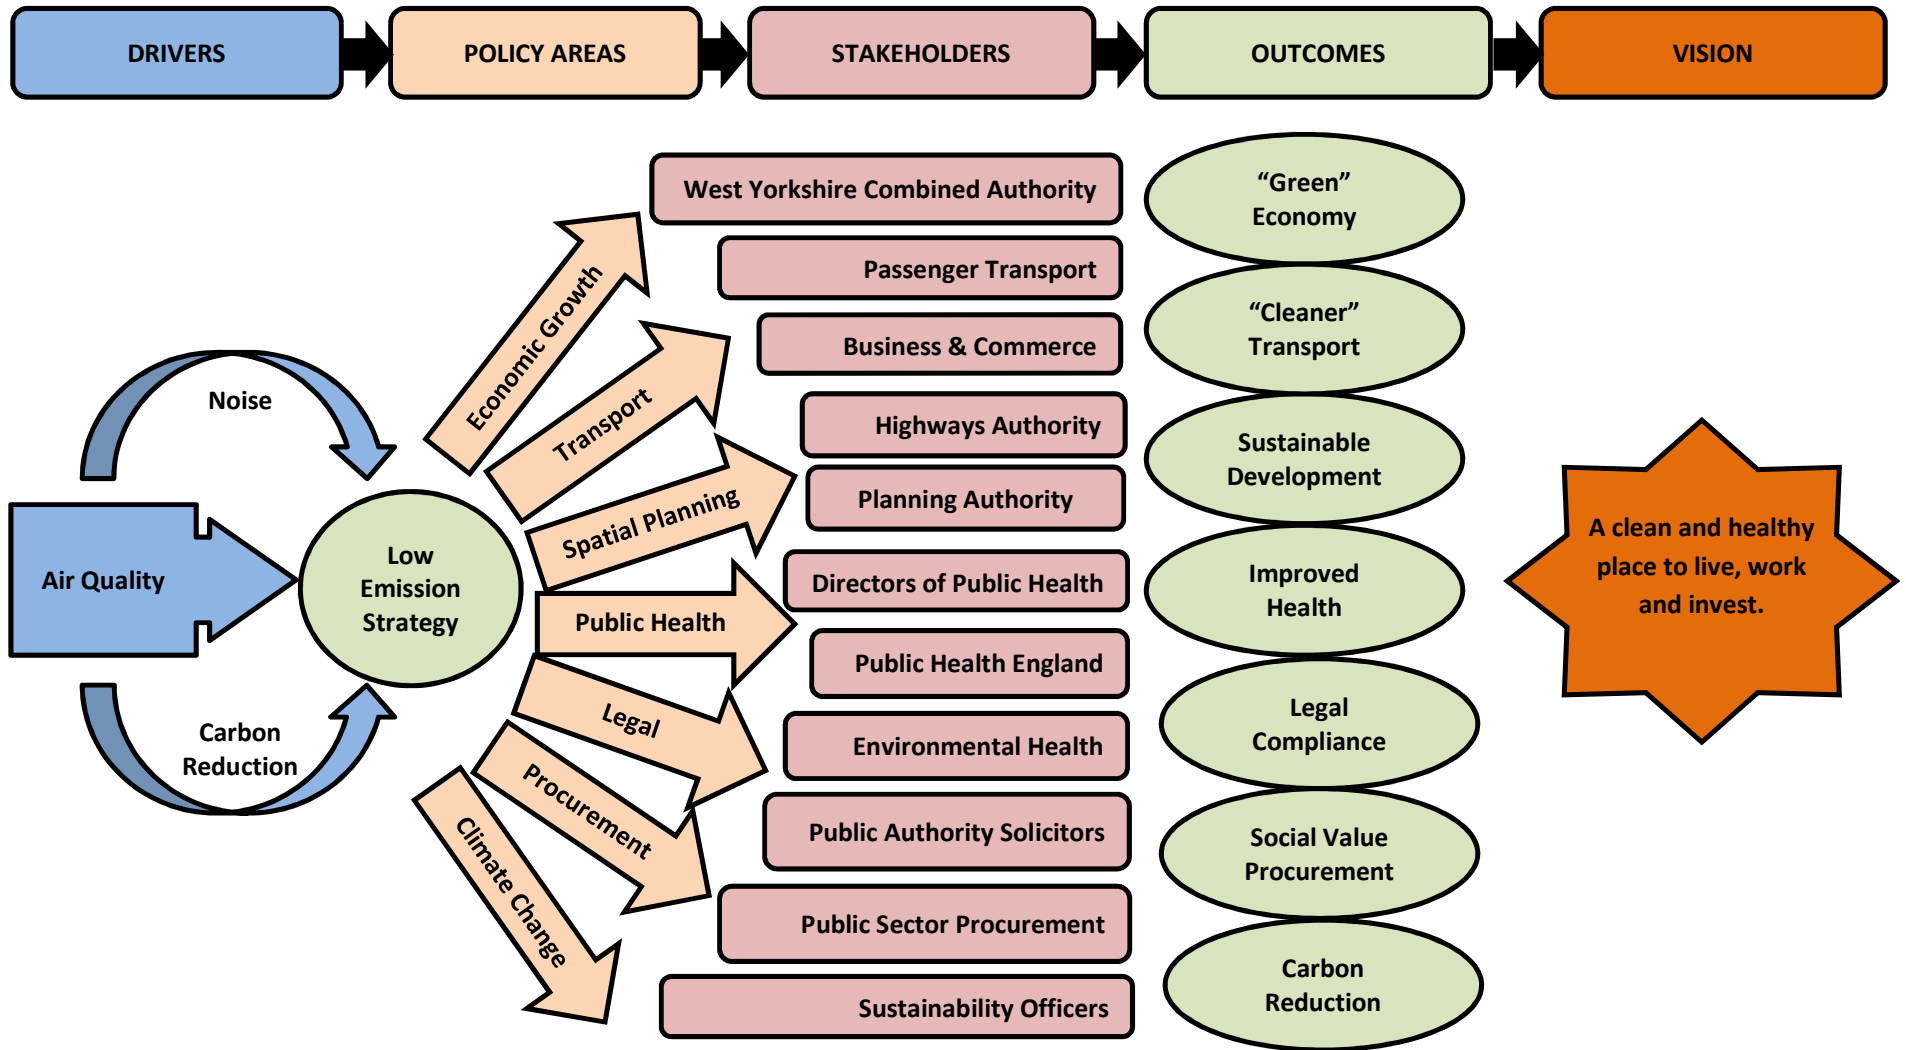 DRIVERS
POLICY AREAS
STAKEHOLDERS
OUTCOMES
VISION
Noise
Air Quality
Carbon
Reduction
Low
Emission
Strategy
Economic Growth
Transport
Spatial Planning
Public Health
Legal
Procurement
Climate Change
West Yorkshire Combined Authority
Passenger Transport
Business & Commerce
Highways Authority
Planning Authority
Directors of Public Health
Public Health England
Environmental Health
Public Authority Solicitors
Public Sector Procurement
Sustainability Officers
“Green”
Economy
“Cleaner”
Transport
Sustainable
Development
Improved
Health
Legal
Compliance
Social Value
Procurement
Carbon
Reduction
A clean and healthy
place to live, work
and invest.